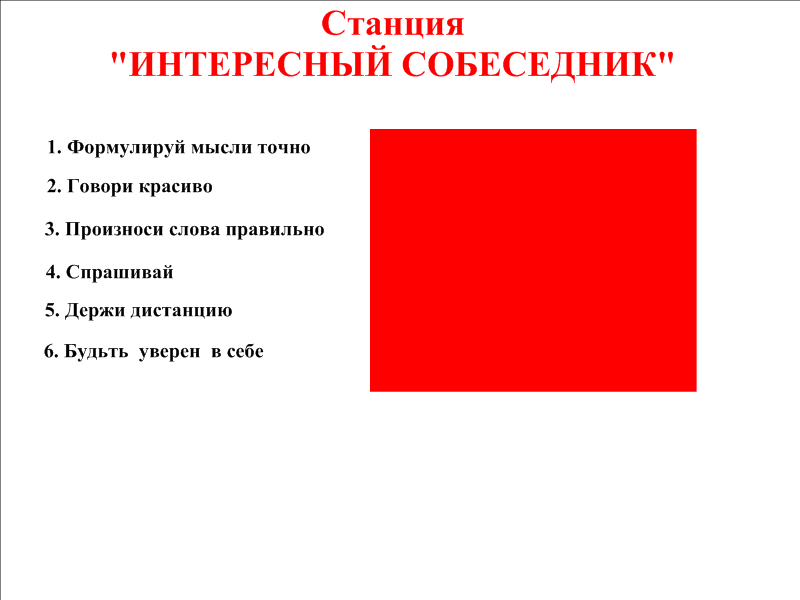 Станция
"ИНТЕРЕСНЫЙ СОБЕСЕДНИК"
1. Формулируй мысли точно
2. Говори красиво
3. Произноси слова правильно
4. Спрашивай
5. Держи дистанцию
6. Будьть уверен в себе